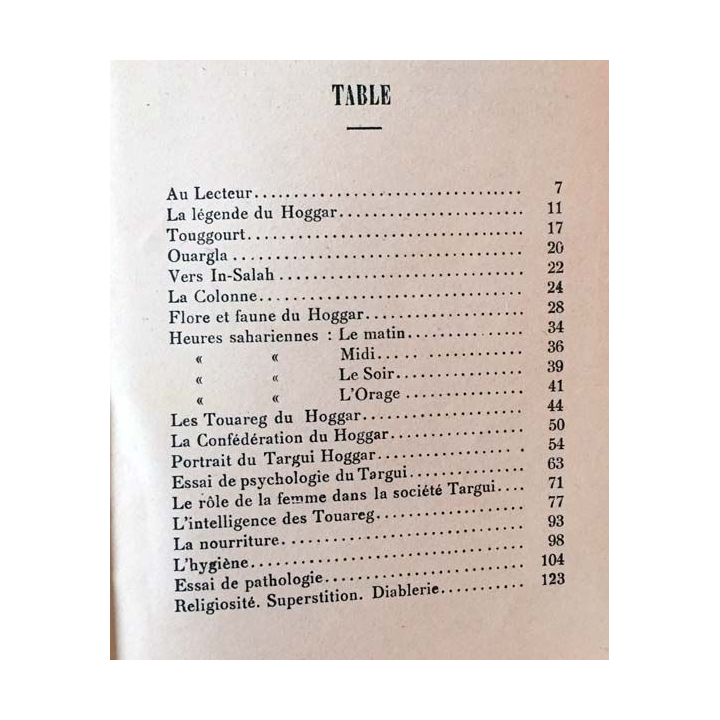 TABLE
Au Lecteur................................ 7
La légende du Hoggar....................... 11
Touggourt................................. 17
Ouargla .................................. 20
Vers In-Salah ............................. 22
La Colonne................................ 24
Flore et faune du Hoggar.................... 28
Heures sahariennes : Le matin............... 34
« « Midi..... ........... 36
« « Le Soir................ 39
« « L'Orage ............... 41
Les Touareg du Hoggar..................... 44
La Confédération du Hoggar................. 50
Portrait du Targui Hoggar................... 54
Essai de psychologie du Targui............... 63
Le rôle de la femme dans la société Targui.... 71
L'intelligence des Touareg................... 77
La nourriture.............................. 93
L'hygiène................................. 98
Essai de pathologie......................... 104
Religiosité. Superstition. Diablerie........... 123